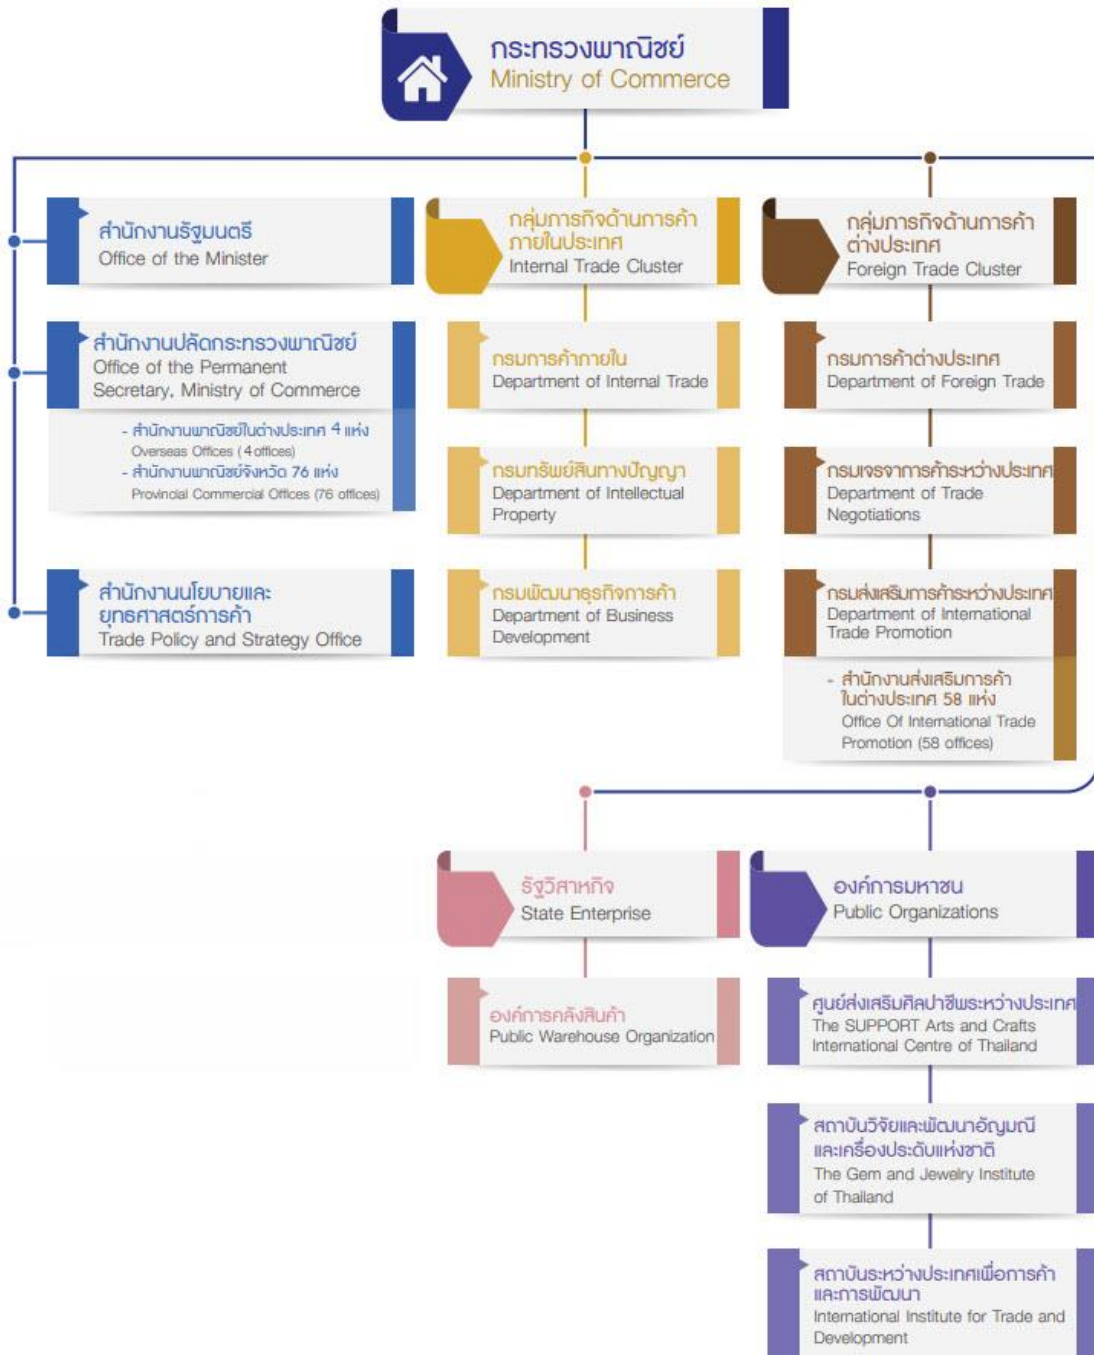 กระทรวงพาณิชย์
Ministry of Commerce
สำนักงานรัฐมนตรี
Office of the Minister
สำนักงานปลัดกระทรวงพาณิชย์
Office of the Permanent
Secretary, Ministry of Commerce
- สำนักงานพาณิชย์ในต่างประเทศ 4 แห่ง
Overseas Offices (4 offices)
- สำนักงานพาณิชย์จังหวัด 76 แห่ง
Provincial Commercial Offices (76 offices)
สำนักงานนโยบายและ
ยุทธศาสตร์การค้า
Trade Policy and Strategy Office
กลุ่มภารกิจด้านการค้า
ภายในประเทศ
Internal Trade Cluster
กรมการค้าภายใน
Department of Internal Trade
กรมทรัพย์สินทางปัญญา
Department of Intellectual
Property
กรมพัฒนาธุรกิจการค้า
Department of Business
Development
กลุ่มภารกิจด้านการค้า
ต่างประเทศ
Foreign Trade Cluster
กรมการค้าต่างประเทศ
Department of Foreign Trade
กรมเจรจาการค้าระหว่างประเทศ
Department of Trade
Negotiations
กรมส่งเสริมการค้าระหว่างประเทศ
Department of International
Trade Promotion
- สำนักงานส่งเสริมการค้า
ในต่างประเทศ 58 แห่ง
Office Of International Trade
Promotion (58 offices)
รัฐวิสาหกิจ
State Enterprise
องค์การคลังสินค้า
Public Warehouse Organization
องค์การมหาชน
Public Organizations
ศูนย์ส่งเสริมศิลปาชีพระหว่างประเทศ
The SUPPORT Arts and Crafts
International Centre of Thailand
สถาบันวิจัยและพัฒนาอัญมณี
และเครื่องประดับแห่งชาติ
The Gem and Jewelry Institute
of Thailand
สถาบันระหว่างประเทศเพื่อการค้า
และการพัฒนา
International Institute for Trade and
Development